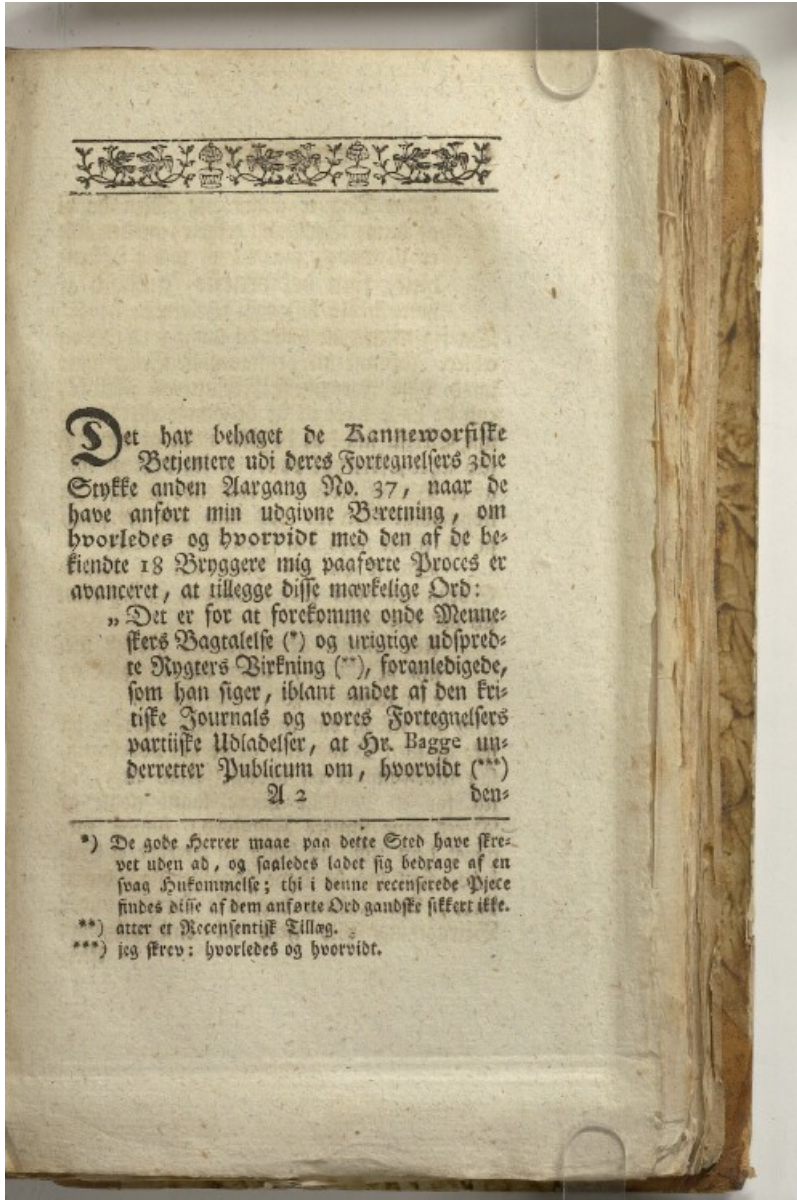 Det har behaget de Kanneworfiske
Betjentere udi deres Fortegnelsers 3die
Stykke anden Aargang No. 37, naar de
have anført min udgivne Beretning, om
hvorledes og hvorvidt med den af de be-
kiendte 18 Bryggere mig paaførte Proces er
avanceret, at tillegge disse mærkelige Ord:
„Det er for at forekomme onde Menne-
skers Bagtalelse (*) og urigtige udspred-
te Rygters Virkning (**), foranledigede,
som han siger, iblant andet af den kri-
tiske Journals og vores Fortegnelsers
partiiske Udladelser, at Hr. Bagge un-
derretter Publicum om, hvorvidt (***)
A 2 den-
*) De gode Herrer maae paa dette Sted have skre-
vet uden ad, og saaledes ladet sig bedrage af en
svag Hukommelse; thi i denne recenserede Pjece
findes disse af dem anførte Ord gandske sikkert ikke.
**) atter et Recensentisk Tillæg.
***) jeg skrev: hvorledes og hvorvidt.